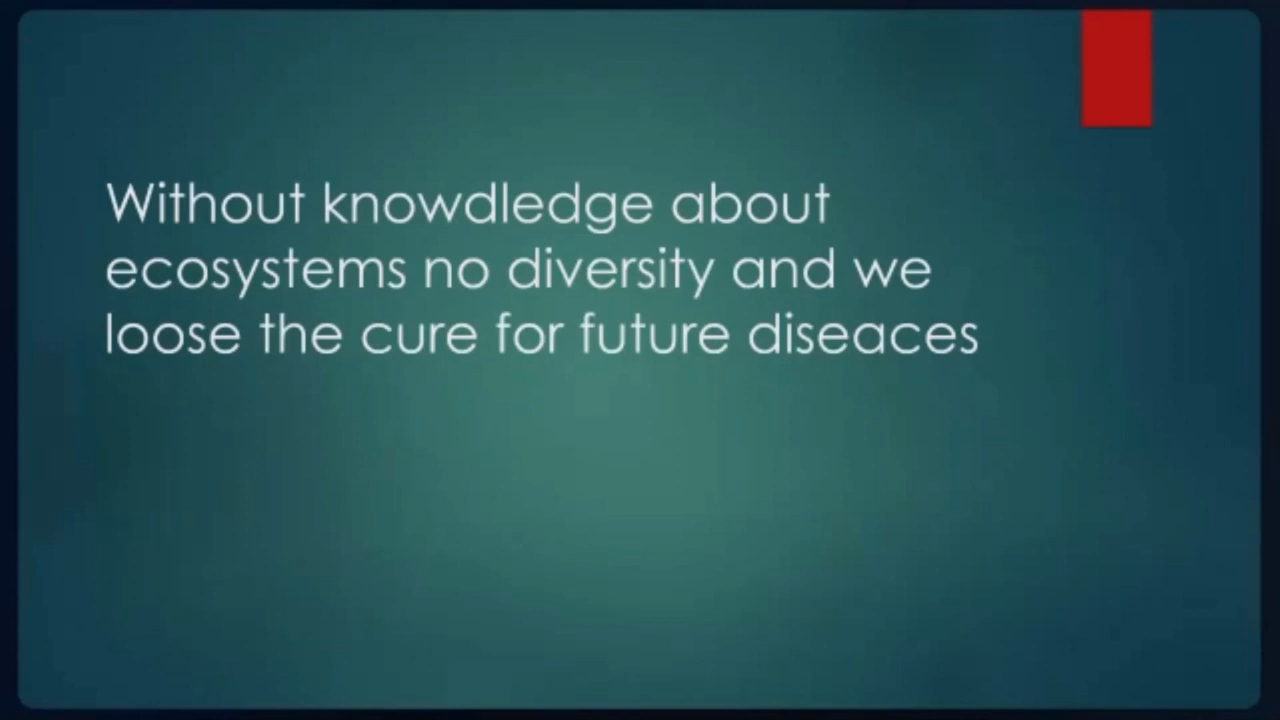 Without knowdledge about
ecosystems no diversity and we
loose the cure for future diseaces